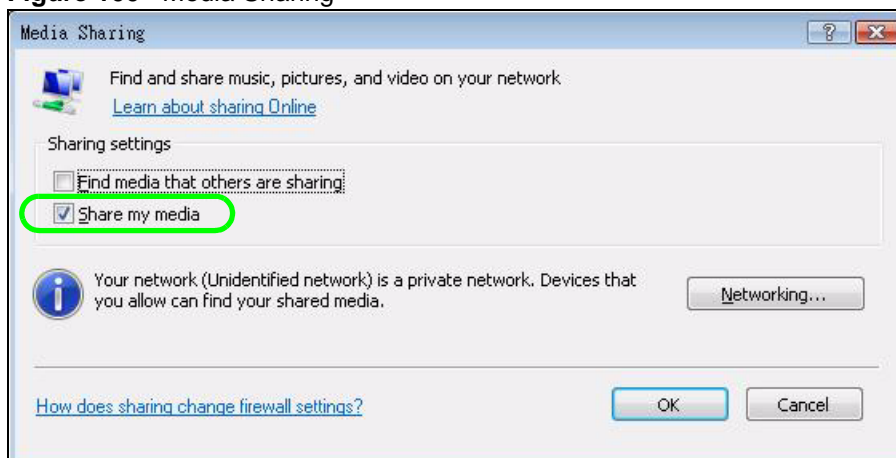 Media Sharing
Find and share music, pictures, and video on your network
Learn about sharing Online
Sharing settings
Find media that others are sharing
Share my media
Your network (Unidentified network) is a private network. Devices that
you allow can find your shared media.
Networking...
How does sharing change firewall settings?
OK
Cancel